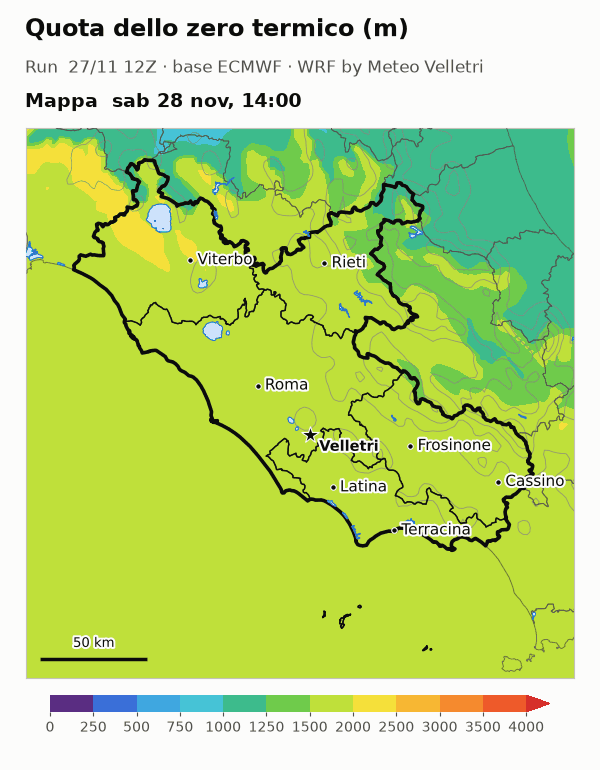 Quota dello zero termico (m)
Run 27/11 12Z · base ECMWF · WRF by Meteo Velletri
Mappa sab 28 nov, 14:00
Viterbo
Rieti
Roma
Velletri
Frosinone
Latina
Cassino
Terracina
50 km
0 250 500 750 1000 1250 1500 2000 2500 3000 3500 4000